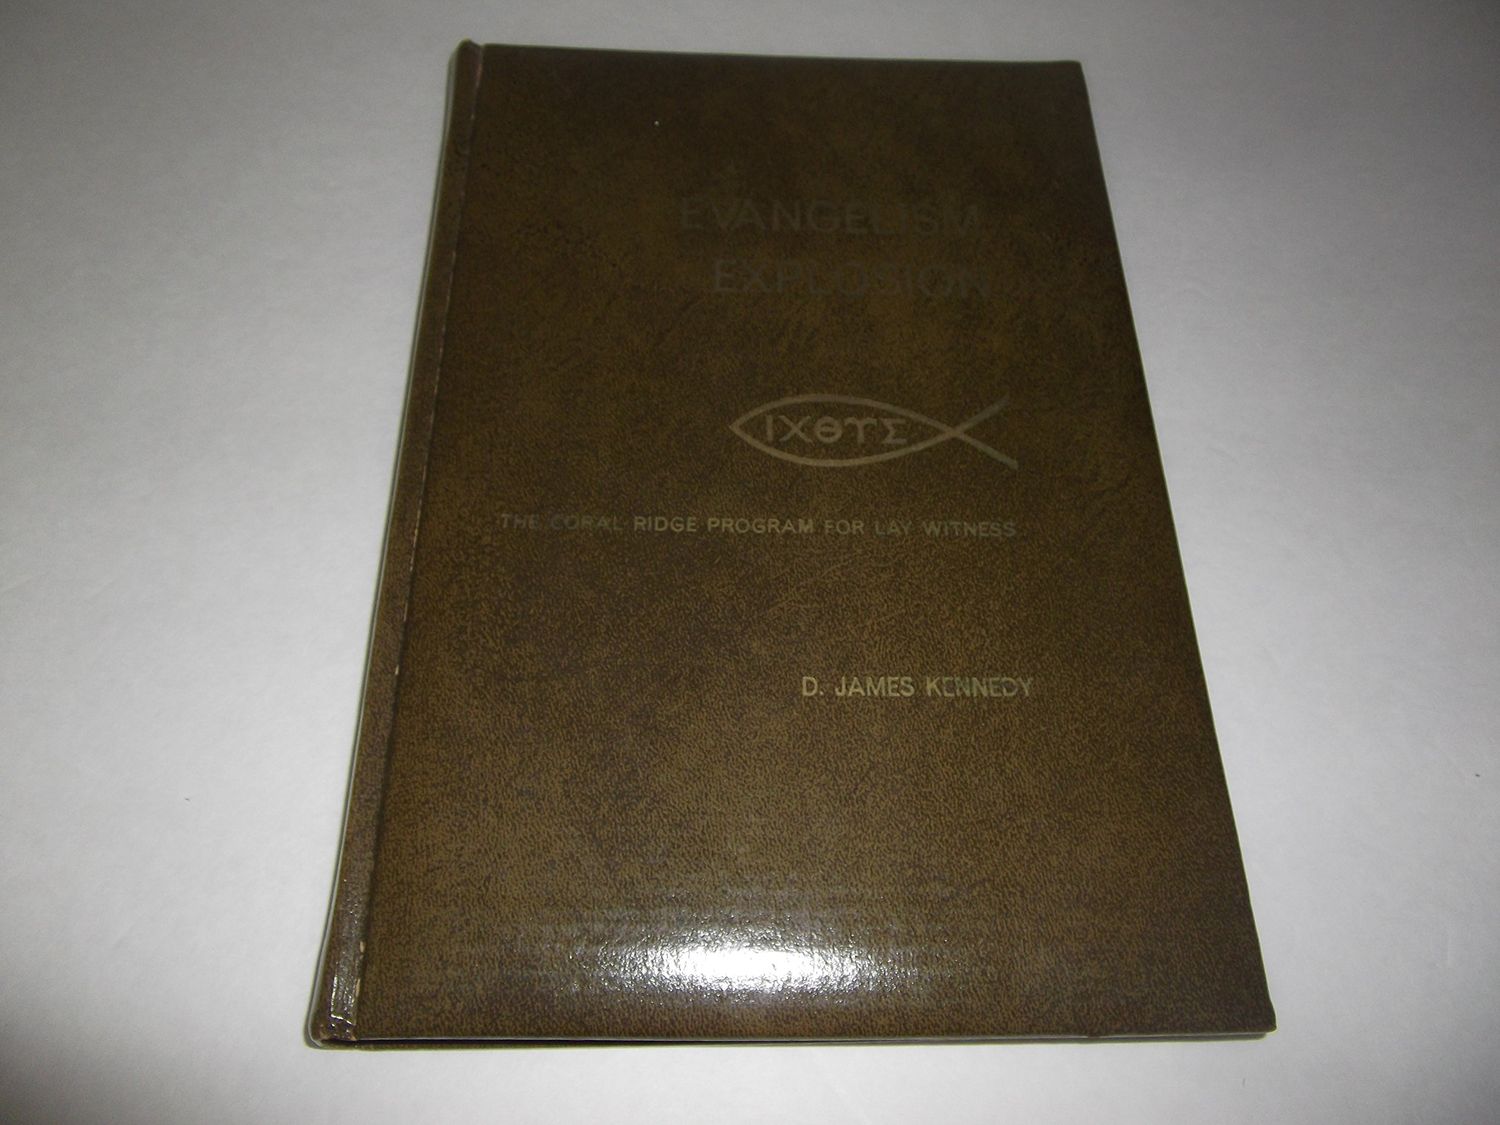 EVANGELISM
EXPLOSION
ΙΧΘΥΣ
THE CORAL RIDGE PROGRAM FOR LAY WITNESS
D. JAMES KENNEDY